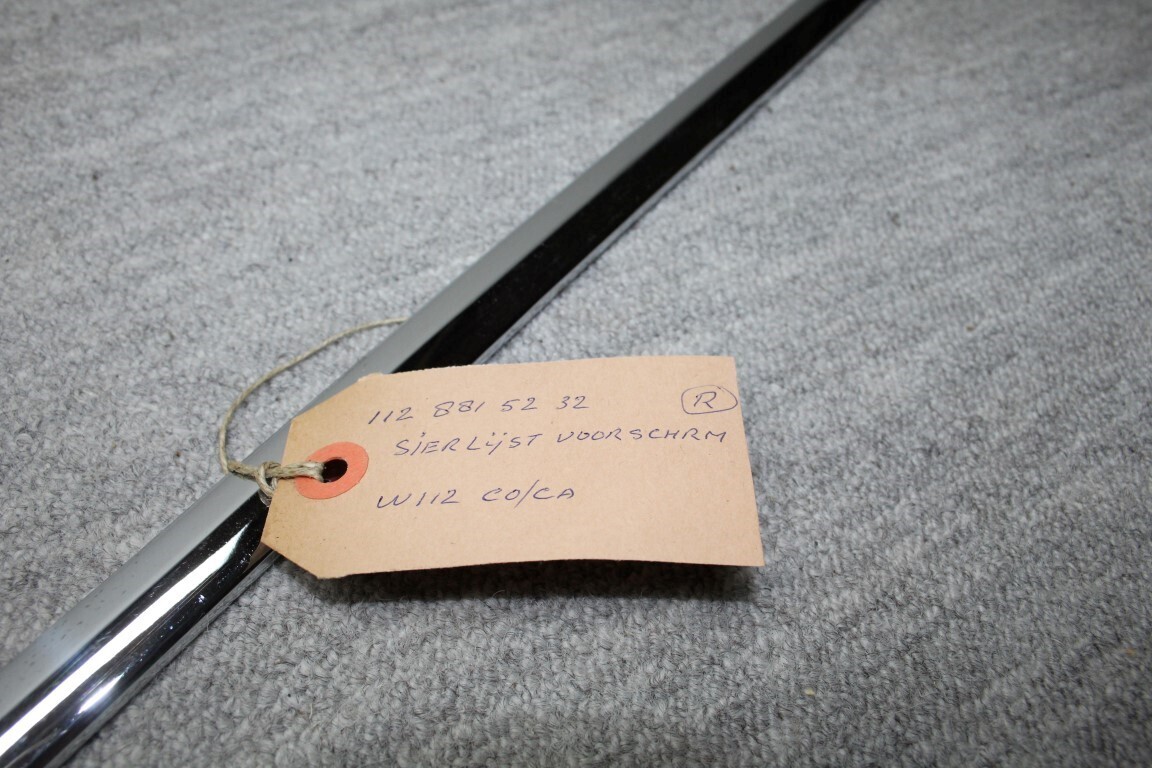 112 881 52 32 R
SiERLijST VOORSCHRM
W112 CO/CA